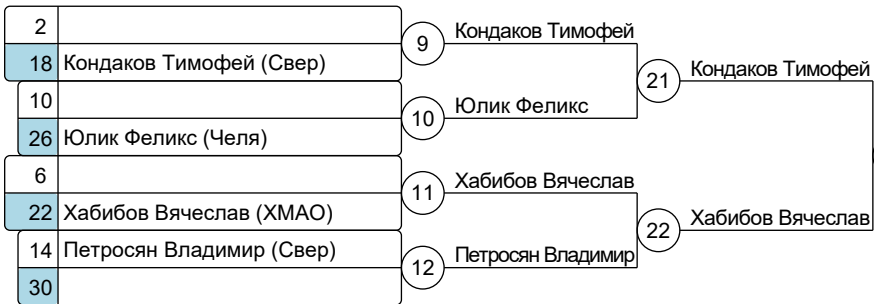 2
9
Кондаков Тимофей
18 Кондаков Тимофей (Свер)
21
Кондаков Тимофей
10
10
Юлик Феликс
26 Юлик Феликс (Челя)
6
11
Хабибов Вячеслав
22 Хабибов Вячеслав (ХМАО)
22
Хабибов Вячеслав
14 Петросян Владимир (Свер)
12
Петросян Владимир
30